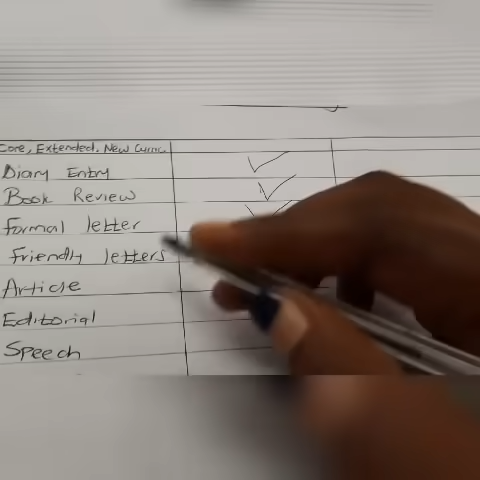 Core, Extended, New Curric.
Diary Entry
Book Review
Formal letter
Friendly letters
Article
Editorial
Speech